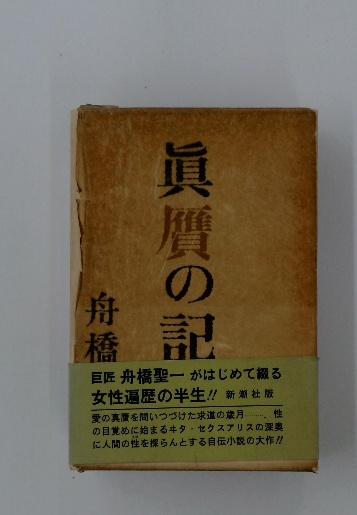 眞贋の記
舟橋
巨匠 舟橋聖一 がはじめて綴る
女性遍歴の半生!! 新潮社版
愛の真贋を問いつづけた求道の歳月……、性
の目覚めに始まるヰタ・セクスアリスの深奥
に人間の性を探らんとする自伝小説の大作!!